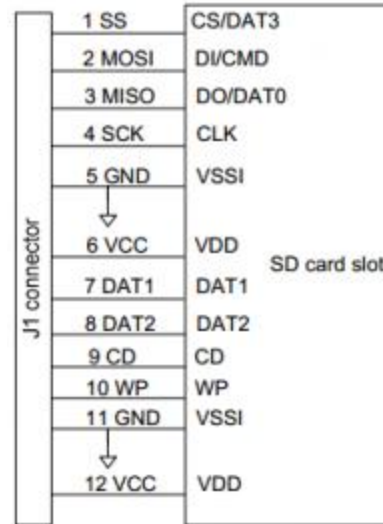 1 SS CS/DAT3
2 MOSI DI/CMD
3 MISO DO/DAT0
4 SCK CLK
5 GND VSSI
6 VCC VDD
SD card slot
7 DAT1 DAT1
8 DAT2 DAT2
9 CD CD
10 WP WP
11 GND VSSI
12 VCC VDD
J1 connector